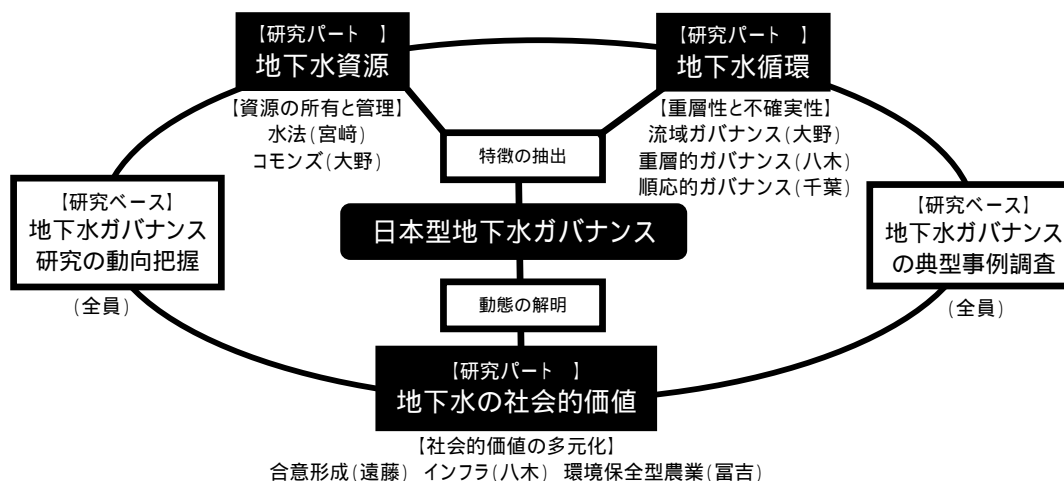 【研究パート　】
地下水資源
【資源の所有と管理】
水法(宮﨑)
コモンズ(大野)
【研究パート　】
地下水循環
【重層性と不確実性】
流域ガバナンス(大野)
重層的ガバナンス(八木)
順応的ガバナンス(千葉)
特徴の抽出
日本型地下水ガバナンス
動態の解明
【研究ベース】
地下水ガバナンス
研究の動向把握
(全員)
【研究ベース】
地下水ガバナンス
の典型事例調査
(全員)
【研究パート　】
地下水の社会的価値
【社会的価値の多元化】
合意形成(遠藤)　インフラ(八木)　環境保全型農業(冨吉)